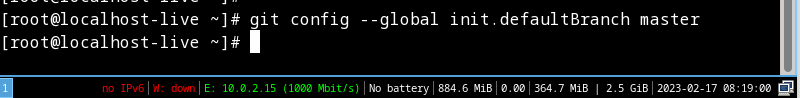 [root@localhost-live ~]# git config --global init.defaultBranch master
[root@localhost-live ~]#
1 no IPv6 | W: down | E: 10.0.2.15 (1000 Mbit/s) | No battery | 884.6 MiB | 0.00 | 364.7 MiB | 2.5 GiB | 2023-02-17 08:19:00